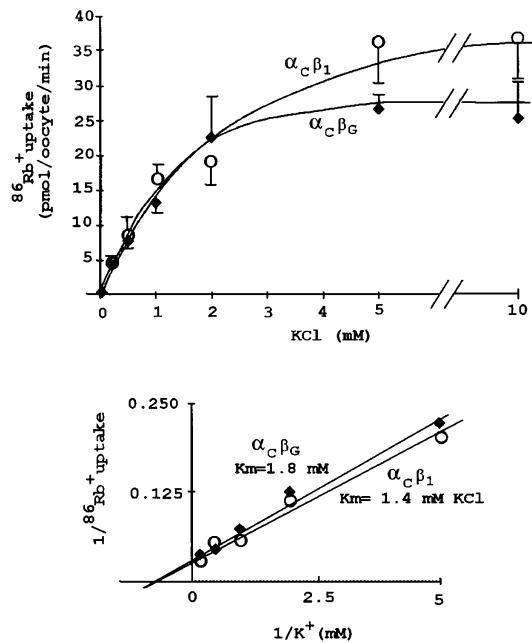 40
35
30
25
20
15
10
5
⁸⁶Rb⁺uptake
(pmol/oocyte/min)
αCβ1
αCβG
0
1
2
3
4
5
10
KCl (mM)
0.250
0.125
0
1/⁸⁶Rb⁺uptake
αCβG
Km=1.8 mM
αCβ1
Km= 1.4 mM KCl
0
2.5
5
1/K⁺(mM)